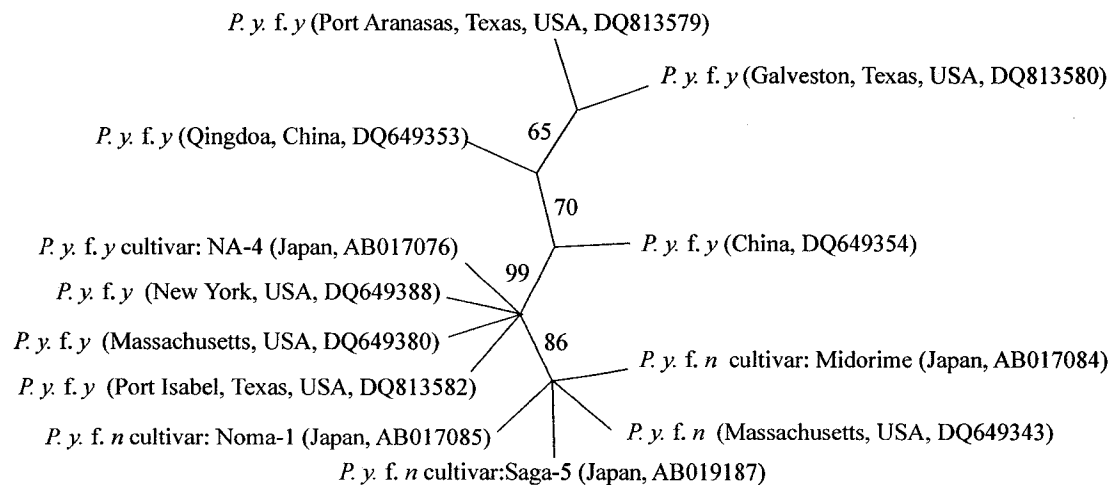 P. y. f. y (Port Aranasas, Texas, USA, DQ813579)
P. y. f. y (Galveston, Texas, USA, DQ813580)
65
P. y. f. y (Qingdoa, China, DQ649353)
70
P. y. f. y (China, DQ649354)
P. y. f. y cultivar: NA-4 (Japan, AB017076)
99
P. y. f. y (New York, USA, DQ649388)
P. y. f. y (Massachusetts, USA, DQ649380)
86
P. y. f. n cultivar: Midorime (Japan, AB017084)
P. y. f. y (Port Isabel, Texas, USA, DQ813582)
P. y. f. n cultivar: Noma-1 (Japan, AB017085)
P. y. f. n (Massachusetts, USA, DQ649343)
P. y. f. n cultivar:Saga-5 (Japan, AB019187)